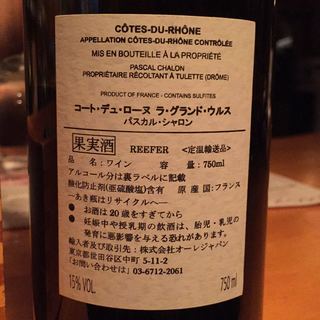 CÔTES-DU-RHÔNE
APPELLATION CÔTES-DU-RHÔNE CONTRÔLÉE
MIS EN BOUTEILLE À LA PROPRIÉTÉ
PASCAL CHALON
PROPRIÉTAIRE RÉCOLTANT À TULETTE (DRÔME)
PRODUCT OF FRANCE - CONTAINS SULFITES
コート・デュ・ローヌ ラ・グランド・ウルス
パスカル・シャロン
果実酒 REEFER <定温輸送品>
品名:ワイン 容量:750ml
アルコール分は裏ラベルに記載
酸化防止剤(亜硫酸塩)含有 原産国:フランス
―あき瓶はリサイクルへ―
● お酒は20歳をすぎてから
● 妊娠中や授乳期の飲酒は、胎児・乳児の
発育に悪影響を与える恐れがあります。
輸入者及び引取先:株式会社オーレジャパン
東京都世田谷区中町 5-11-2
「お問い合わせは」03-6712-2061
15% VOL. 750 ml